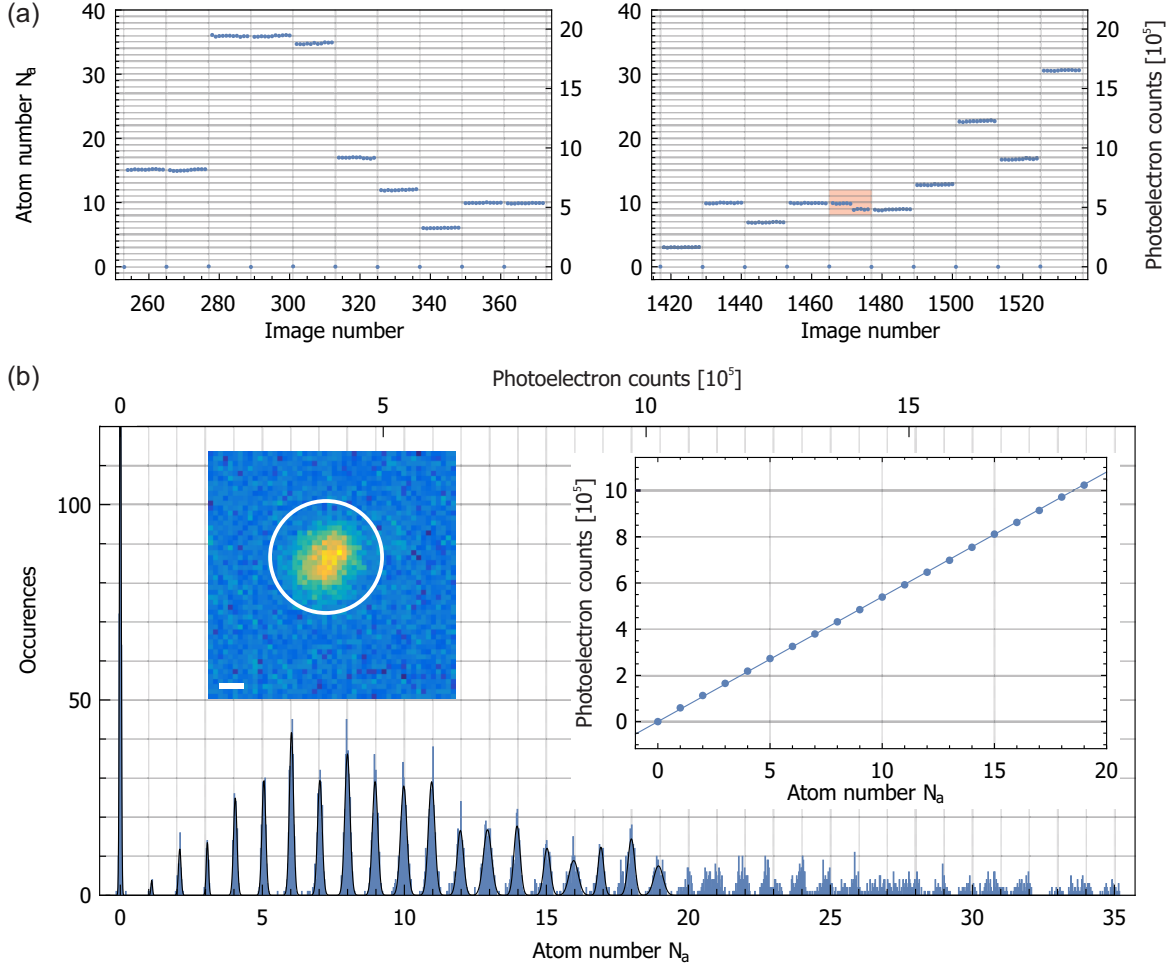 (a)
40
30
20
10
0
Atom number Nₐ
260 280 300 320 340 360
Image number
20
15
10
5
0
40
30
20
10
0
1420 1440 1460 1480 1500 1520
Image number
20
15
10
5
0
Photoelectron counts [10⁵]
(b)
Photoelectron counts [10⁵]
0 5 10 15
100
50
0
Occurences
0 5 10 15 20 25 30 35
Atom number Nₐ
10
8
6
4
2
0
Photoelectron counts [10⁵]
0 5 10 15 20
Atom number Nₐ